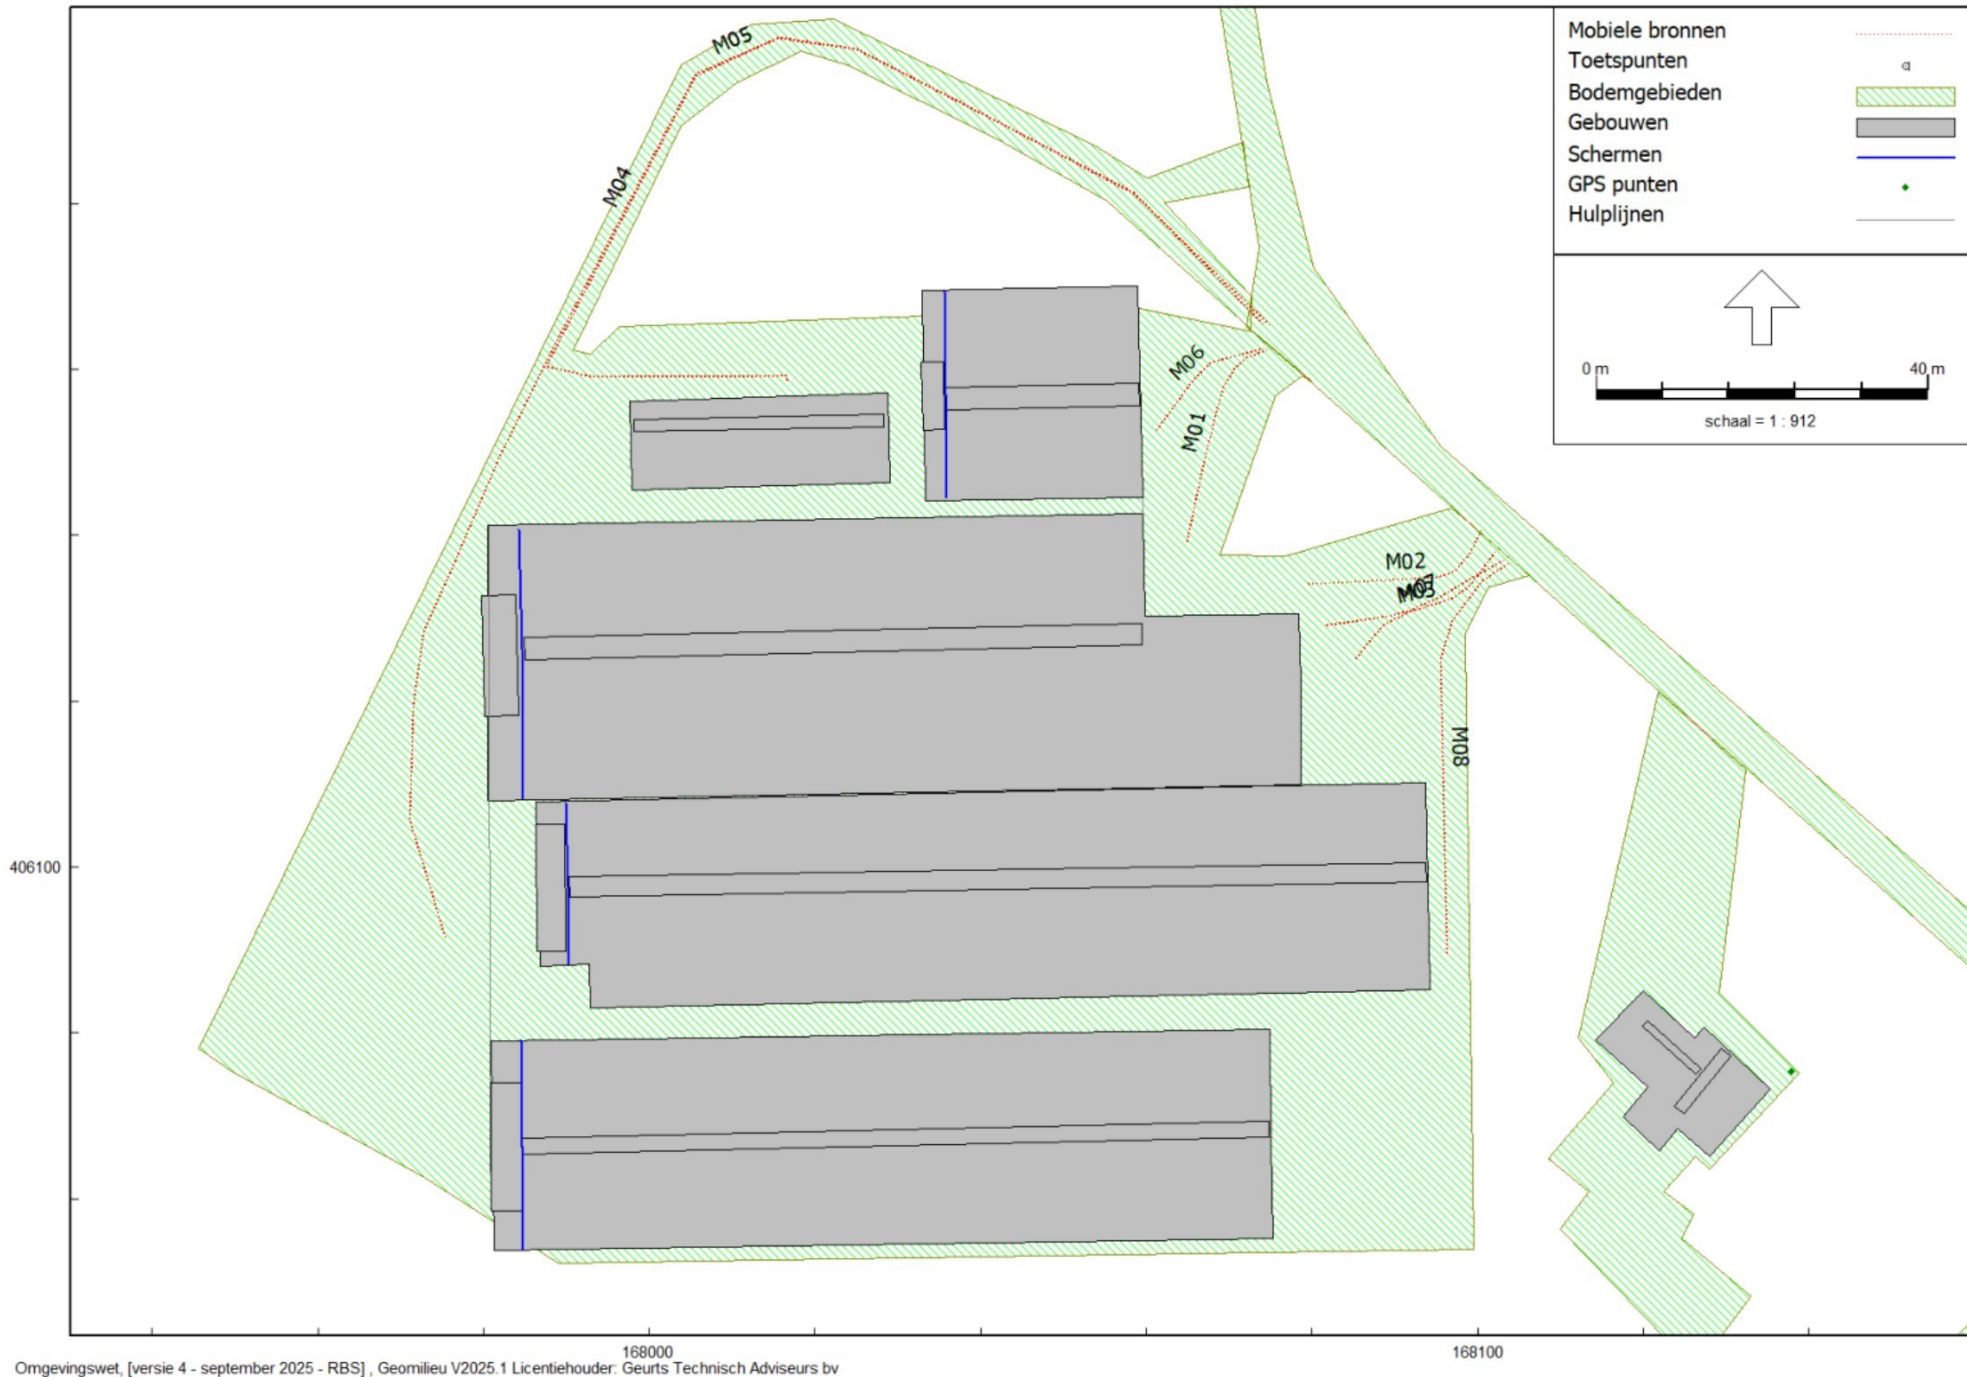 Mobiele bronnen
Toetspunten
Bodemgebieden
Gebouwen
Schermen
GPS punten
Hulplijnen
0 m 40 m
schaal = 1 : 912
M05
M04
M06
M01
M02
M03
M08
406100
168000 168100
Omgevingswet, [versie 4 - september 2025 - RBS] , Geomilieu V2025.1 Licentiehouder: Geurts Technisch Adviseurs bv